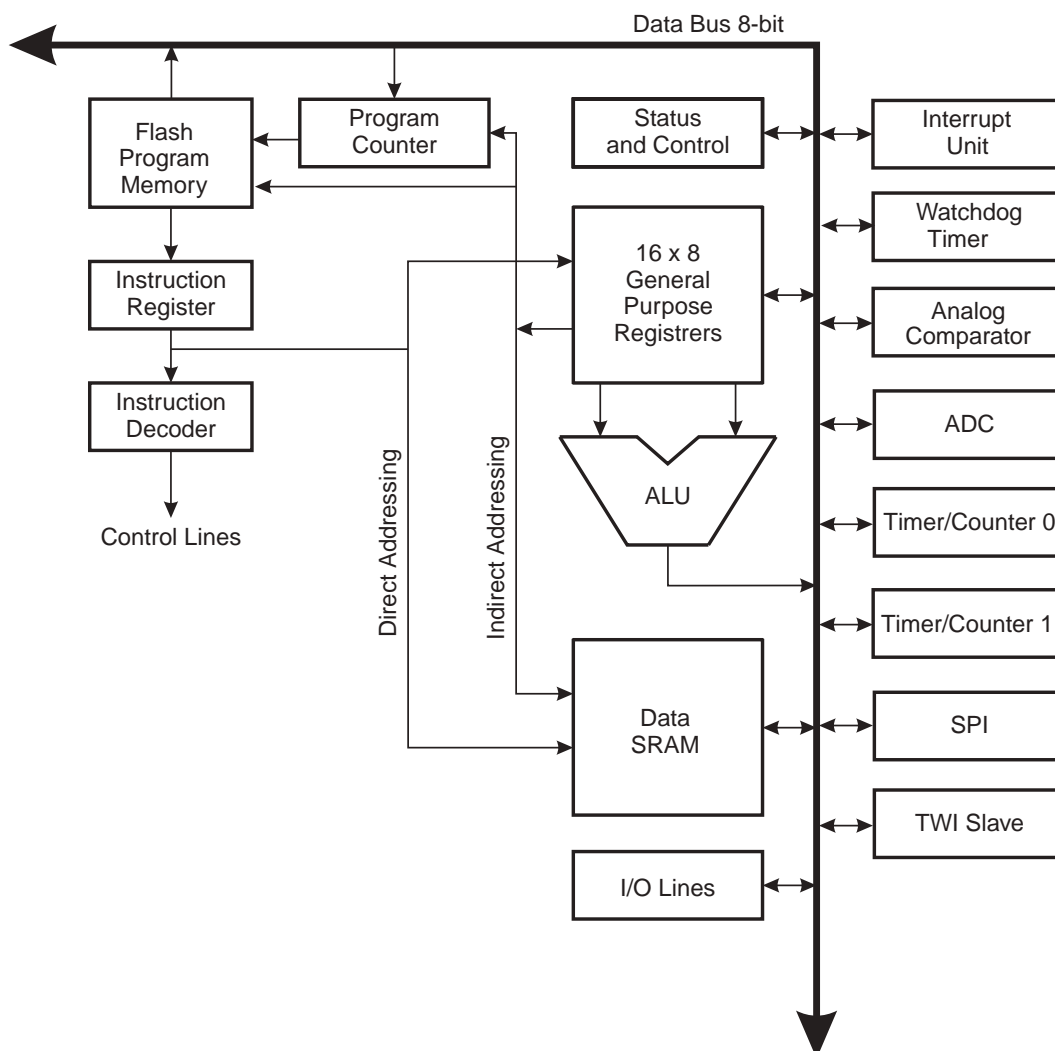 Data Bus 8-bit
Flash
Program
Memory
Program
Counter
Status
and Control
Interrupt
Unit
16 x 8
General
Purpose
Registrers
Watchdog
Timer
Instruction
Register
Analog
Comparator
Instruction
Decoder
ADC
Control Lines
Direct Addressing
Indirect Addressing
ALU
Timer/Counter 0
Timer/Counter 1
Data
SRAM
SPI
TWI Slave
I/O Lines